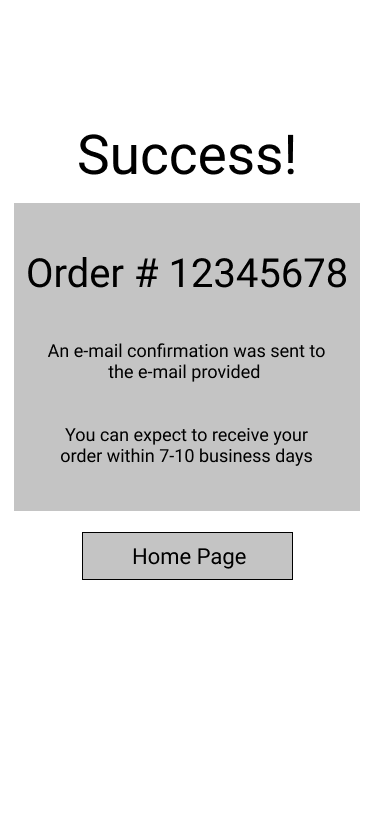 Success!
Order # 12345678
An e-mail confirmation was sent to
the e-mail provided
You can expect to receive your
order within 7-10 business days
Home Page